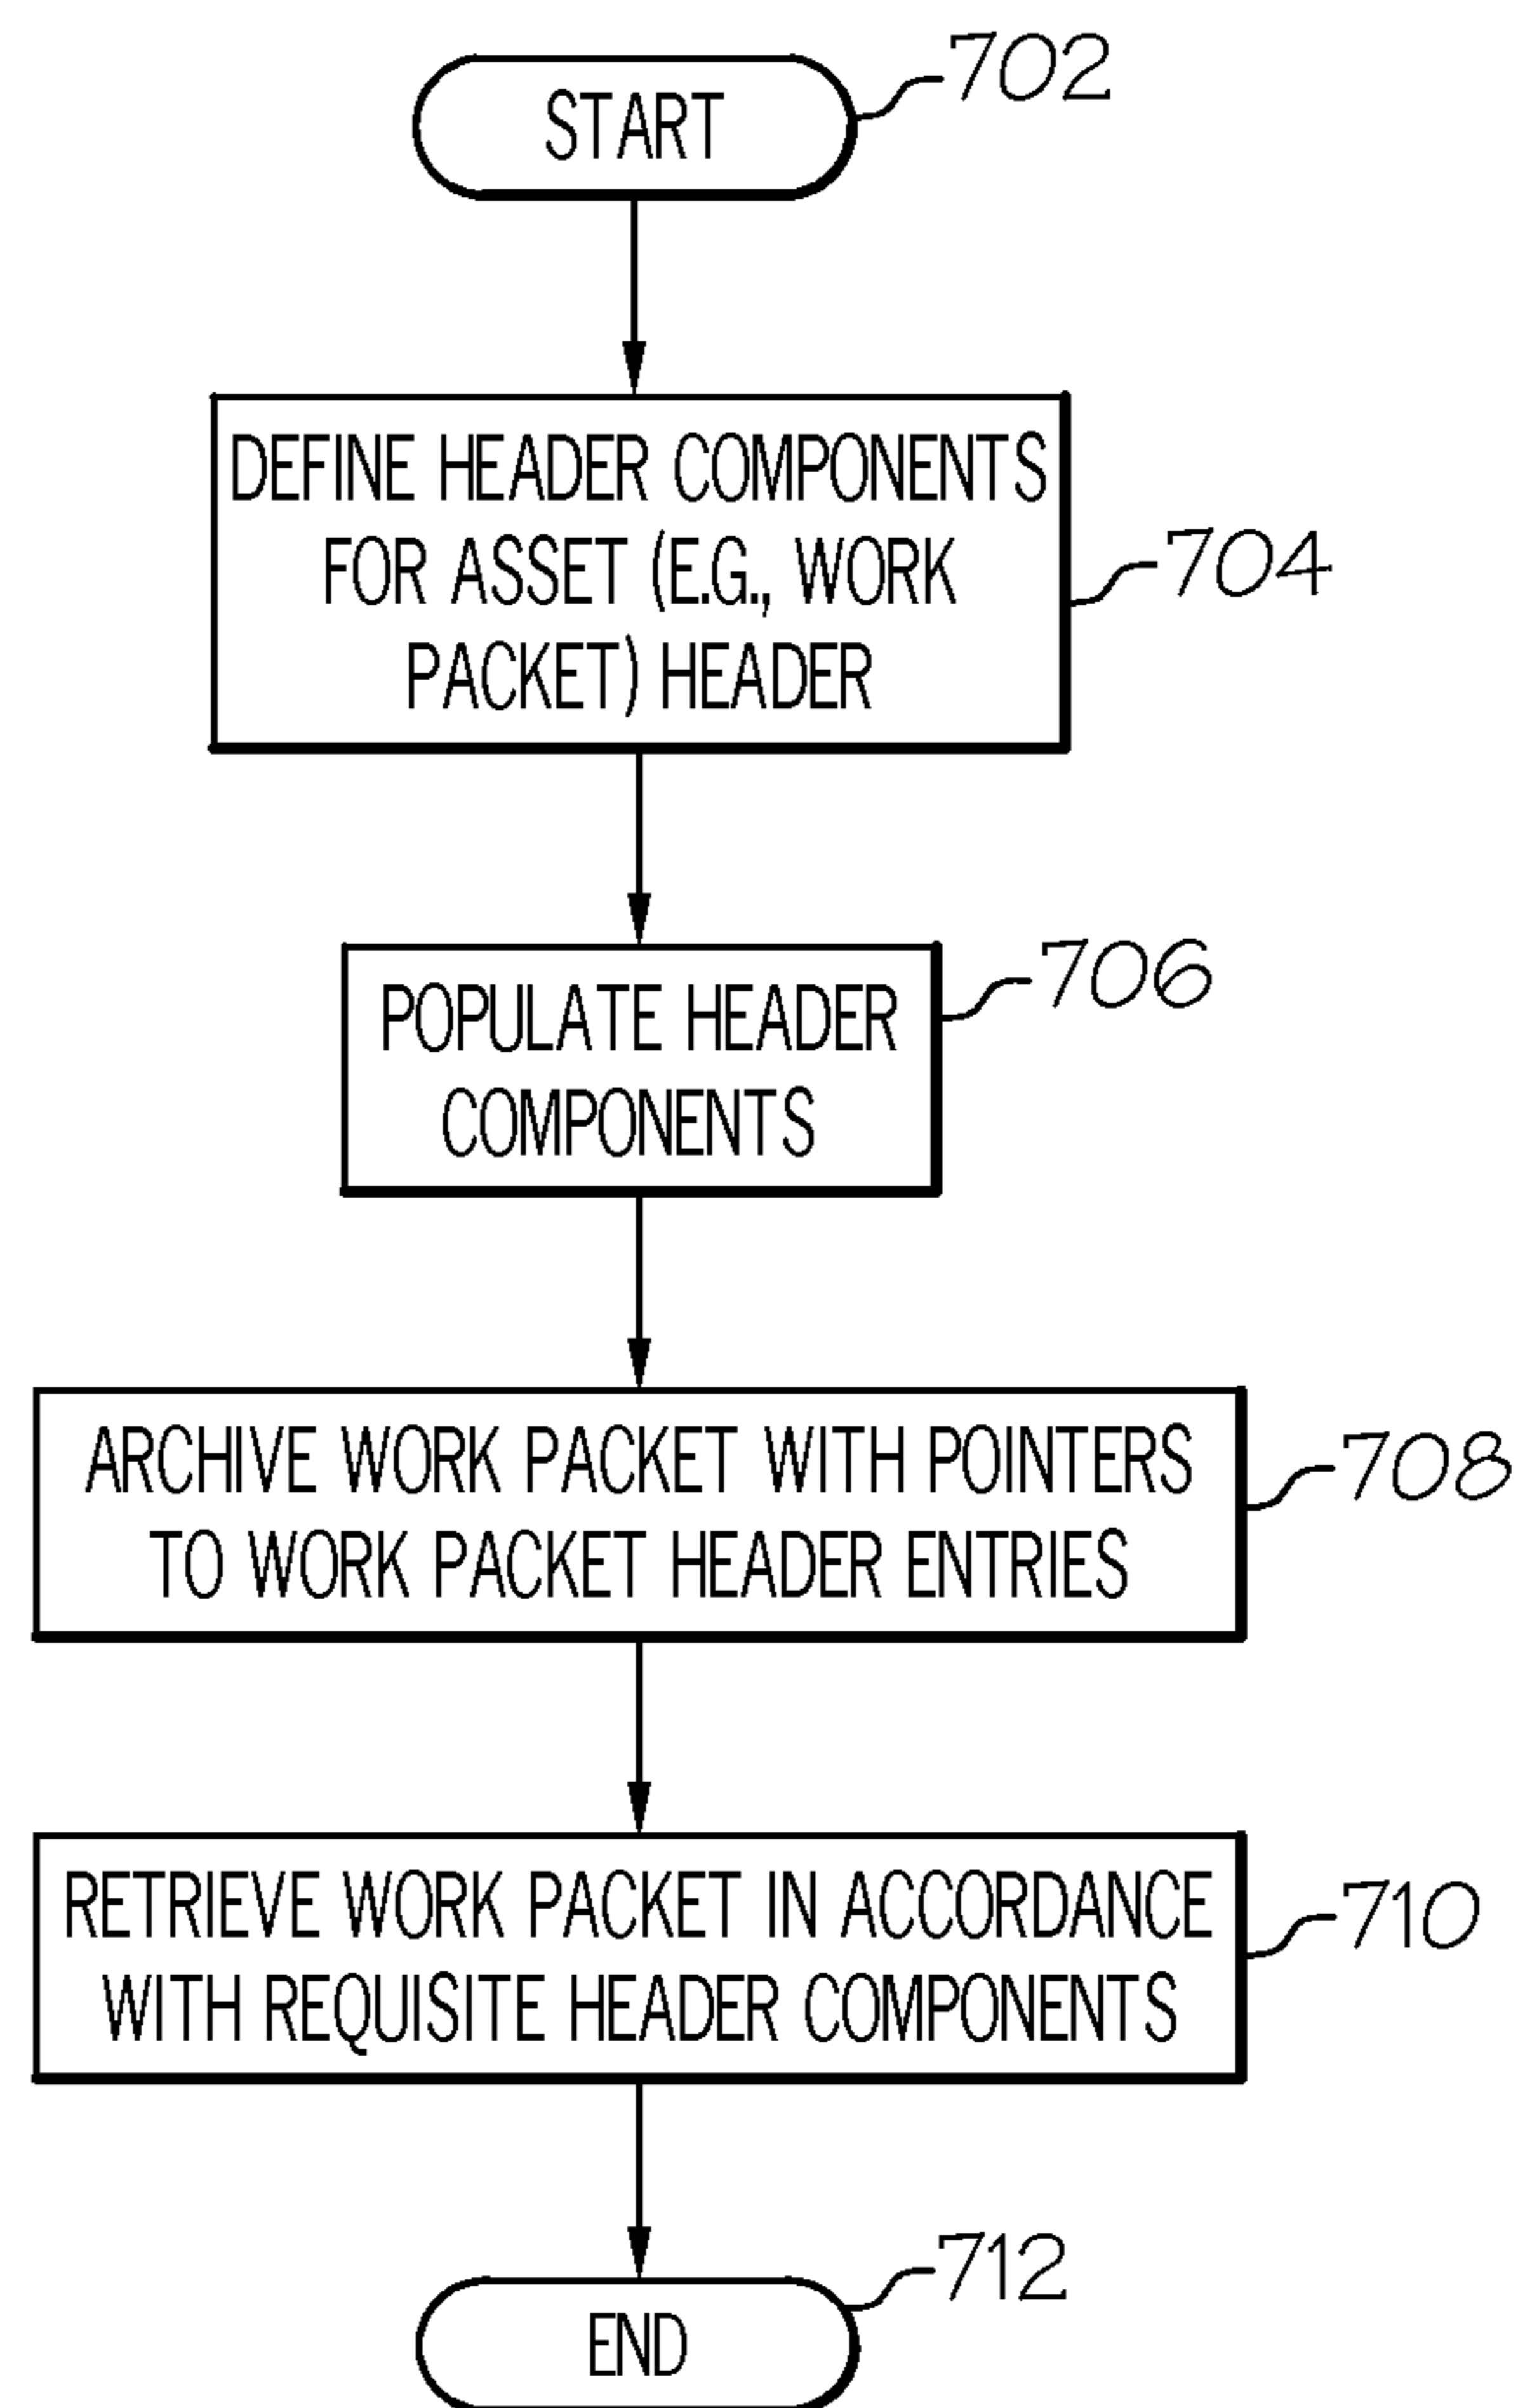 START
702
DEFINE HEADER COMPONENTS
FOR ASSET (E.G., WORK
PACKET) HEADER
704
POPULATE HEADER
COMPONENTS
706
ARCHIVE WORK PACKET WITH POINTERS
TO WORK PACKET HEADER ENTRIES
708
RETRIEVE WORK PACKET IN ACCORDANCE
WITH REQUISITE HEADER COMPONENTS
710
END
712